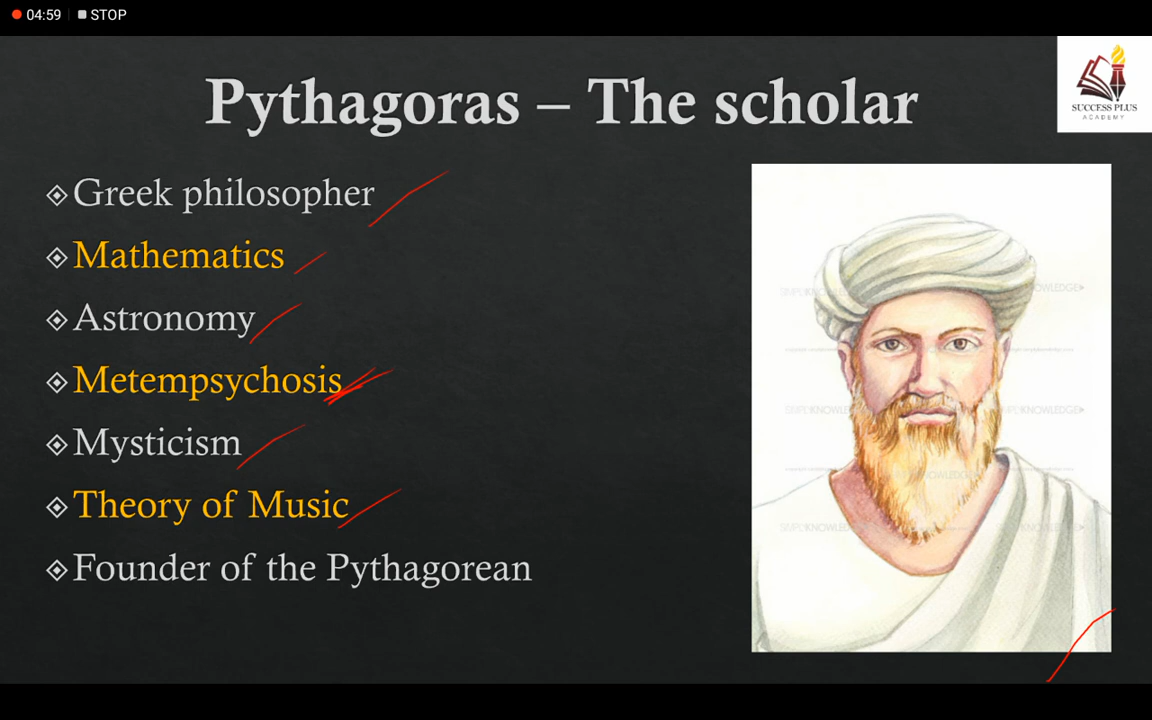 04:59 STOP
Pythagoras – The scholar
SUCCESS PLUS
ACADEMY
Greek philosopher
Mathematics
Astronomy
Metempsychosis
Mysticism
Theory of Music
Founder of the Pythagorean